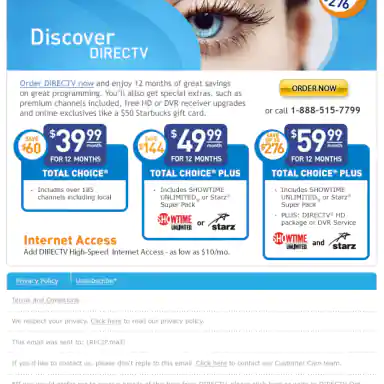 $276
Discover
DIRECTV
Order DIRECTV now and enjoy 12 months of great savings
on great programming. You'll also get special extras, such as
premium channels included, free HD or DVR receiver upgrades
and online exclusives like a $50 Starbucks gift card.
ORDER NOW
or call 1-888-515-7799
SAVE $60
$39.99 month
FOR 12 MONTHS
TOTAL CHOICE®
· Includes over 185
channels including local
SAVE $144
$49.99 month
FOR 12 MONTHS
TOTAL CHOICE® PLUS
· Includes SHOWTIME
UNLIMITED® or Starz®
Super Pack
SHOWTIME UNLIMITED or starz
SAVE $276
$59.99 month
FOR 12 MONTHS
TOTAL CHOICE® PLUS
· Includes SHOWTIME
UNLIMITED® or Starz®
Super Pack
· PLUS: DIRECTV® HD
package or DVR Service
SHOWTIME UNLIMITED and starz
Internet Access
Add DIRECTV High-Speed Internet Access - as low as $10/mo.
Privacy Policy | Unsubscribe*
Terms and Conditions
We respect your privacy. Click here to read our privacy policy.
This email was sent to:
If you'd like to contact us, please don't reply to this email. Click here to contact our Customer Care team.